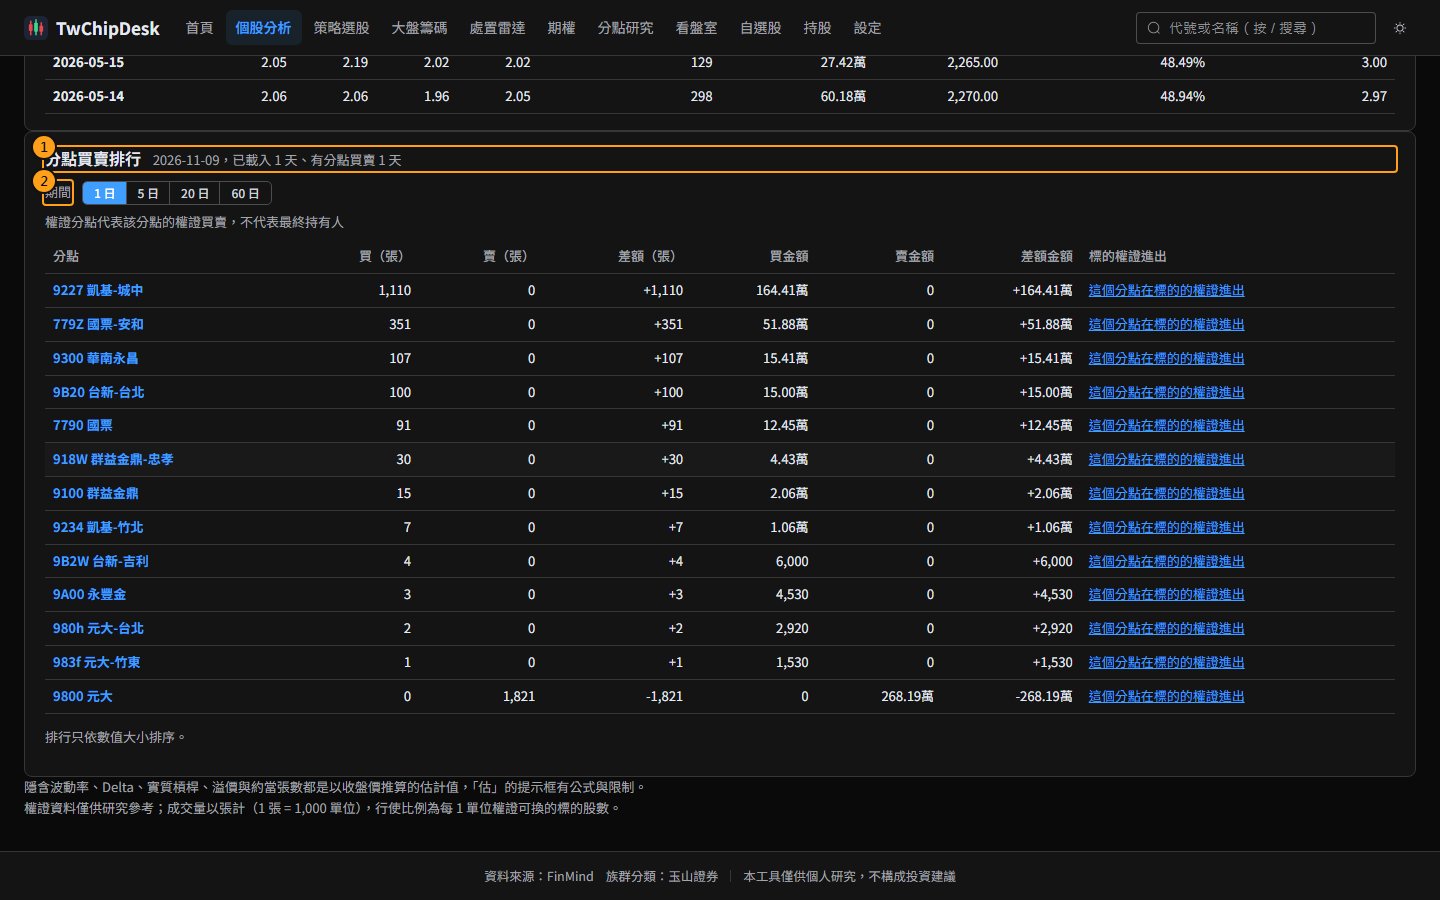 TwChipDesk 首頁 個股分析 策略選股 大盤籌碼 處置雷達 期權 分點研究 看盤室 自選股 持股 設定 代號或名稱（按 / 搜尋）
2026-05-15 2.05 2.19 2.02 2.02 129 27.42萬 2,265.00 48.49% 3.00
2026-05-14 2.06 2.06 1.96 2.05 298 60.18萬 2,270.00 48.94% 2.97
1
分點買賣排行 2026-11-09，已載入 1 天、有分點買賣 1 天
2
期間 1 日 5 日 20 日 60 日
權證分點代表該分點的權證買賣，不代表最終持有人
分點 買（張） 賣（張） 差額（張） 買金額 賣金額 差額金額 標的權證進出
9227 凱基-城中 1,110 0 +1,110 164.41萬 0 +164.41萬 這個分點在標的的權證進出
779Z 國票-安和 351 0 +351 51.88萬 0 +51.88萬 這個分點在標的的權證進出
9300 華南永昌 107 0 +107 15.41萬 0 +15.41萬 這個分點在標的的權證進出
9B20 台新-台北 100 0 +100 15.00萬 0 +15.00萬 這個分點在標的的權證進出
7790 國票 91 0 +91 12.45萬 0 +12.45萬 這個分點在標的的權證進出
918W 群益金鼎-忠孝 30 0 +30 4.43萬 0 +4.43萬 這個分點在標的的權證進出
9100 群益金鼎 15 0 +15 2.06萬 0 +2.06萬 這個分點在標的的權證進出
9234 凱基-竹北 7 0 +7 1.06萬 0 +1.06萬 這個分點在標的的權證進出
9B2W 台新-吉利 4 0 +4 6,000 0 +6,000 這個分點在標的的權證進出
9A00 永豐金 3 0 +3 4,530 0 +4,530 這個分點在標的的權證進出
980h 元大-台北 2 0 +2 2,920 0 +2,920 這個分點在標的的權證進出
983f 元大-竹東 1 0 +1 1,530 0 +1,530 這個分點在標的的權證進出
9800 元大 0 1,821 -1,821 0 268.19萬 -268.19萬 這個分點在標的的權證進出
排行只依數值大小排序。
隱含波動率、Delta、實質槓桿、溢價與約當張數都是以收盤價推算的估計值，「估」的提示框有公式與限制。
權證資料僅供研究參考；成交量以張計（1 張 = 1,000 單位），行使比例為每 1 單位權證可換的標的股數。
資料來源：FinMind 族群分類：玉山證券 本工具僅供個人研究，不構成投資建議